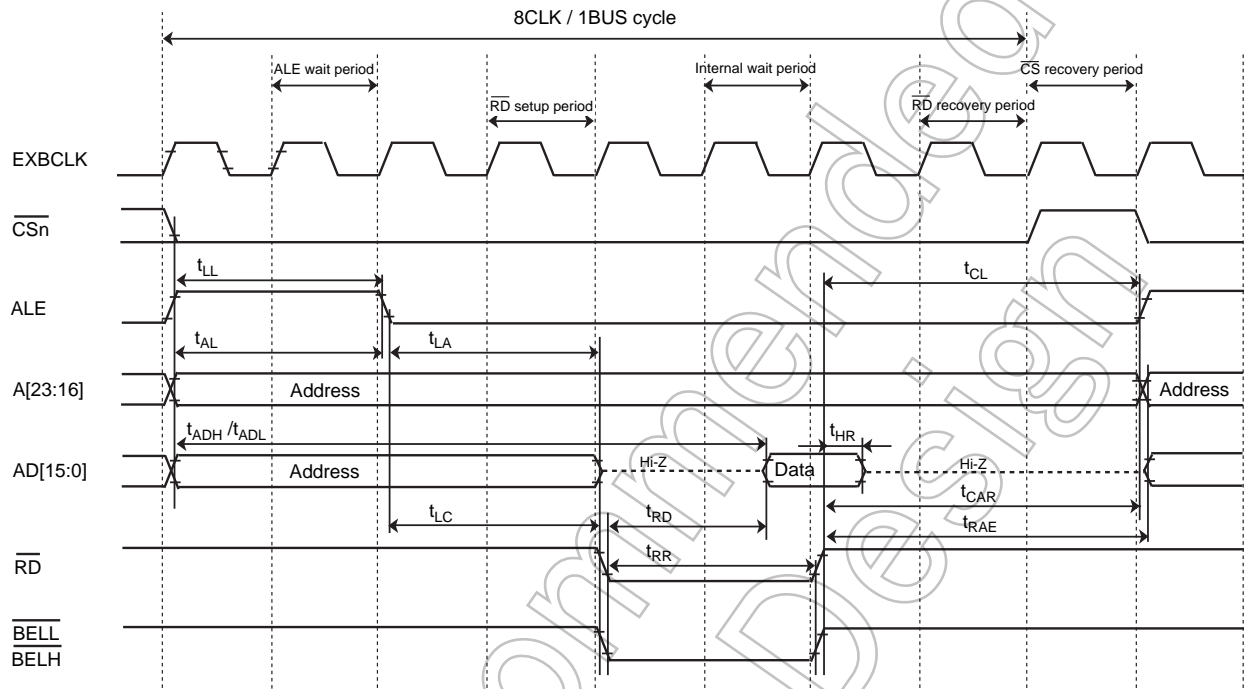 8CLK / 1BUS cycle
ALE wait period
Internal wait period
CS recovery period
RD setup period
RD recovery period
EXBCLK
CSn
tLL
tCL
ALE
tAL
tLA
A[23:16]
Address
Address
tADH /tADL
tHR
AD[15:0]
Address
Hi-Z
Data
Hi-Z
tCAR
tLC
tRD
tRAE
tRR
RD
BELL
BELH
ommended
Design